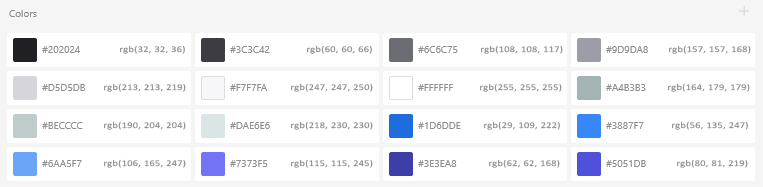 Colors
#202024 rgb(32, 32, 36) #3C3C42 rgb(60, 60, 66) #6C6C75 rgb(108, 108, 117) #9D9DA8 rgb(157, 157, 168)
#D5D5DB rgb(213, 213, 219) #F7F7FA rgb(247, 247, 250) #FFFFFF rgb(255, 255, 255) #A4B3B3 rgb(164, 179, 179)
#BECCCC rgb(190, 204, 204) #DAE6E6 rgb(218, 230, 230) #1D6DDE rgb(29, 109, 222) #3887F7 rgb(56, 135, 247)
#6AA5F7 rgb(106, 165, 247) #7373F5 rgb(115, 115, 245) #3E3EA8 rgb(62, 62, 168) #5051DB rgb(80, 81, 219)